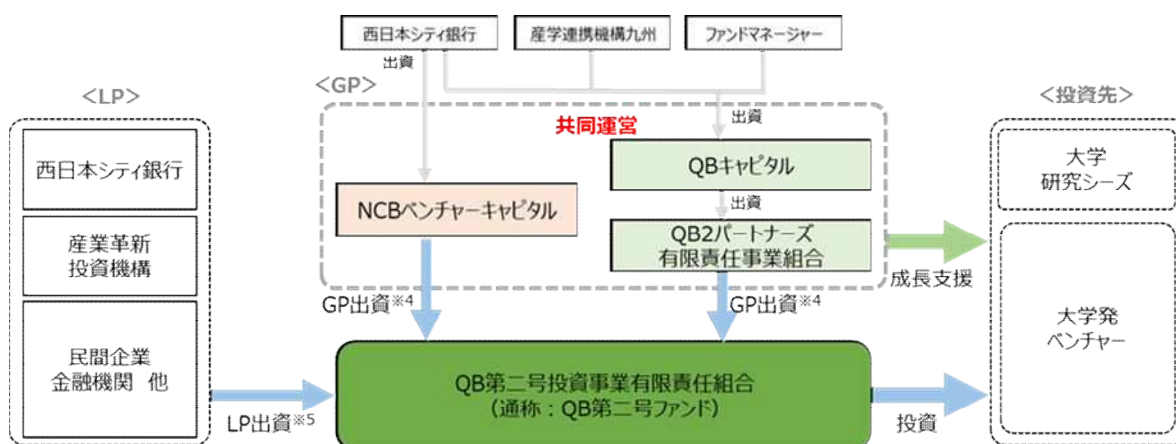 西日本シティ銀行
産学連携機構九州
ファンドマネージャー
出資
<GP>
<LP>
<投資先>
共同運営
出資
西日本シティ銀行
QBキャピタル
大学
研究シーズ
出資
NCBベンチャーキャピタル
産業革新
投資機構
QB2パートナーズ
有限責任事業組合
成長支援
GP出資※4
GP出資※4
大学発
ベンチャー
民間企業
金融機関 他
QB第二号投資事業有限責任組合
(通称:QB第二号ファンド)
LP出資※5
投資